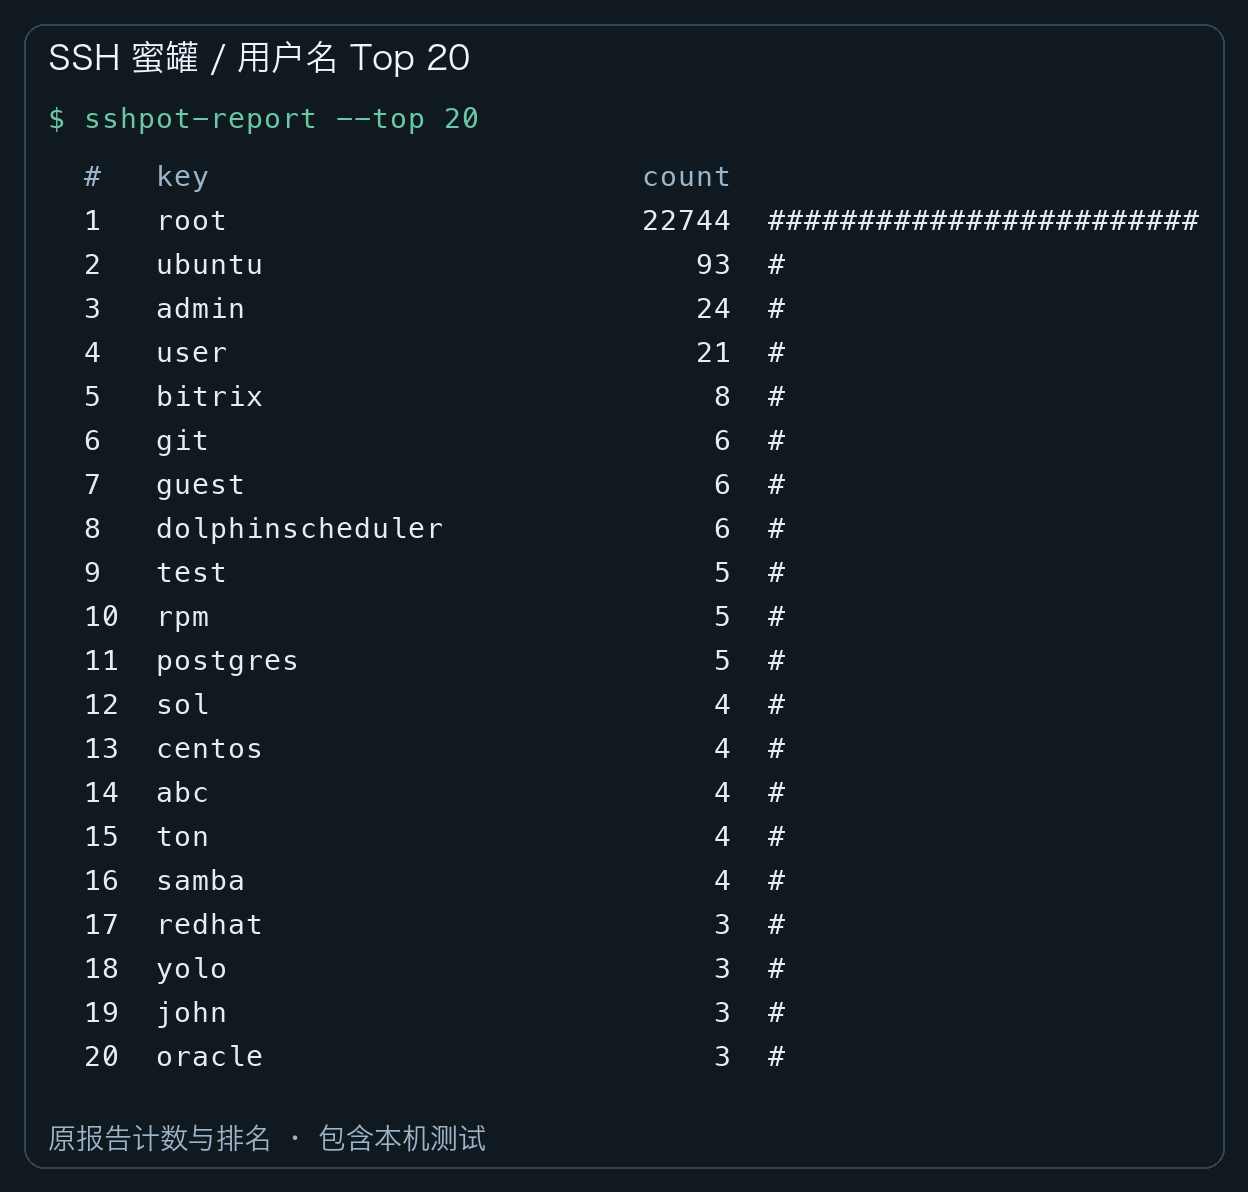 SSH 蜜罐 / 用户名 Top 20
$ sshpot-report --top 20
# key count
1 root 22744 ########################
2 ubuntu 93 #
3 admin 24 #
4 user 21 #
5 bitrix 8 #
6 git 6 #
7 guest 6 #
8 dolphinscheduler 6 #
9 test 5 #
10 rpm 5 #
11 postgres 5 #
12 sol 4 #
13 centos 4 #
14 abc 4 #
15 ton 4 #
16 samba 4 #
17 redhat 3 #
18 yolo 3 #
19 john 3 #
20 oracle 3 #
原报告计数与排名 · 包含本机测试